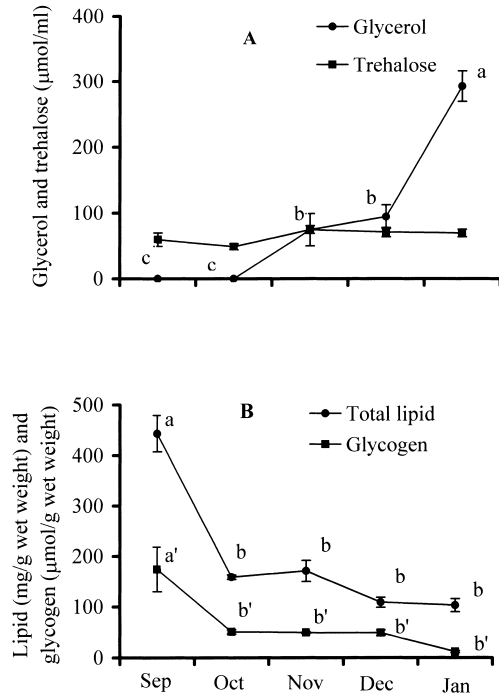 400
300
200
100
0
Glycerol and trehalose (μmol/ml)
A
Glycerol
Trehalose
a
b
b
c
c
500
400
300
200
100
0
Lipid (mg/g wet weight) and
glycogen (μmol/g wet weight)
B
Total lipid
Glycogen
a
b
b
b
b
a'
b'
b'
b'
b'
Sep Oct Nov Dec Jan